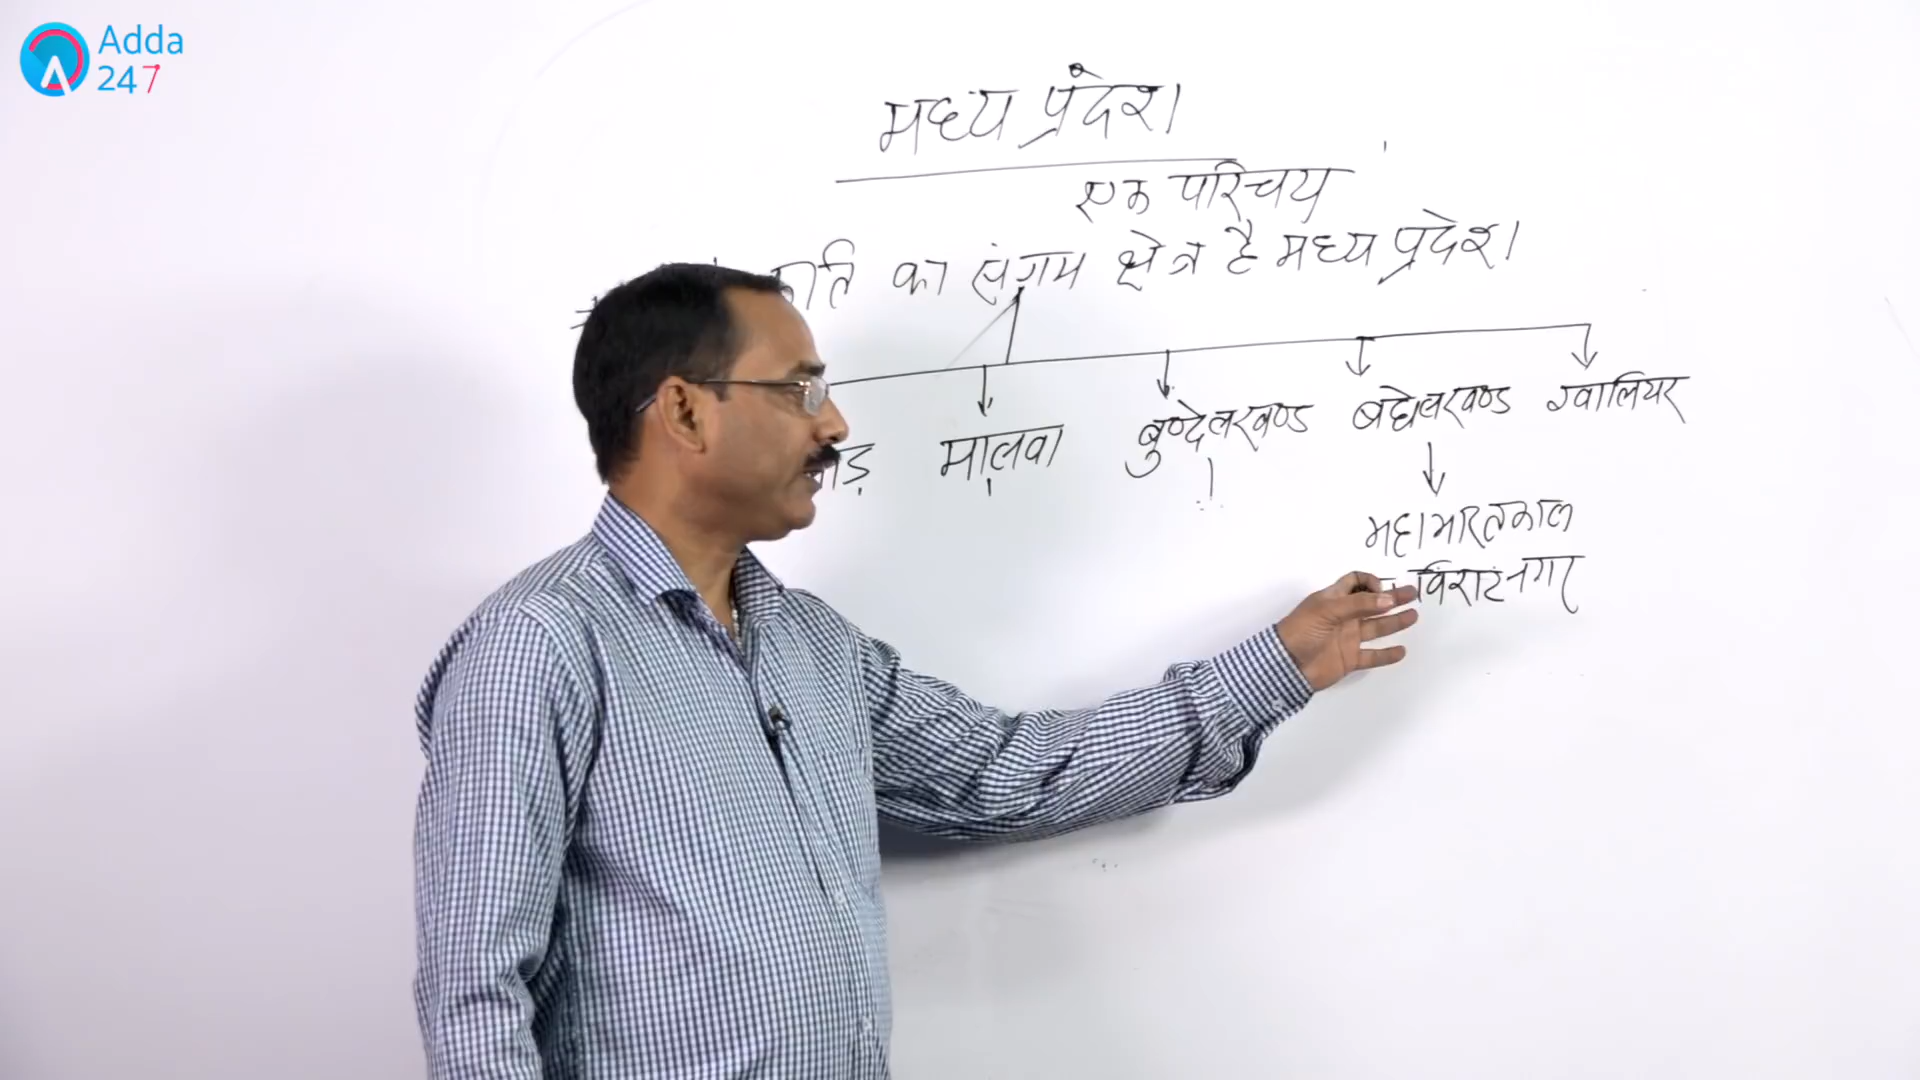 Adda
247
मध्य प्रदेश
एक परिचय
का संगम क्षेत्र है मध्य प्रदेश।
मालवा बुण्देलखण्ड बघेलखण्ड ग्वालियर
महाभारतकाल
विराटनगर